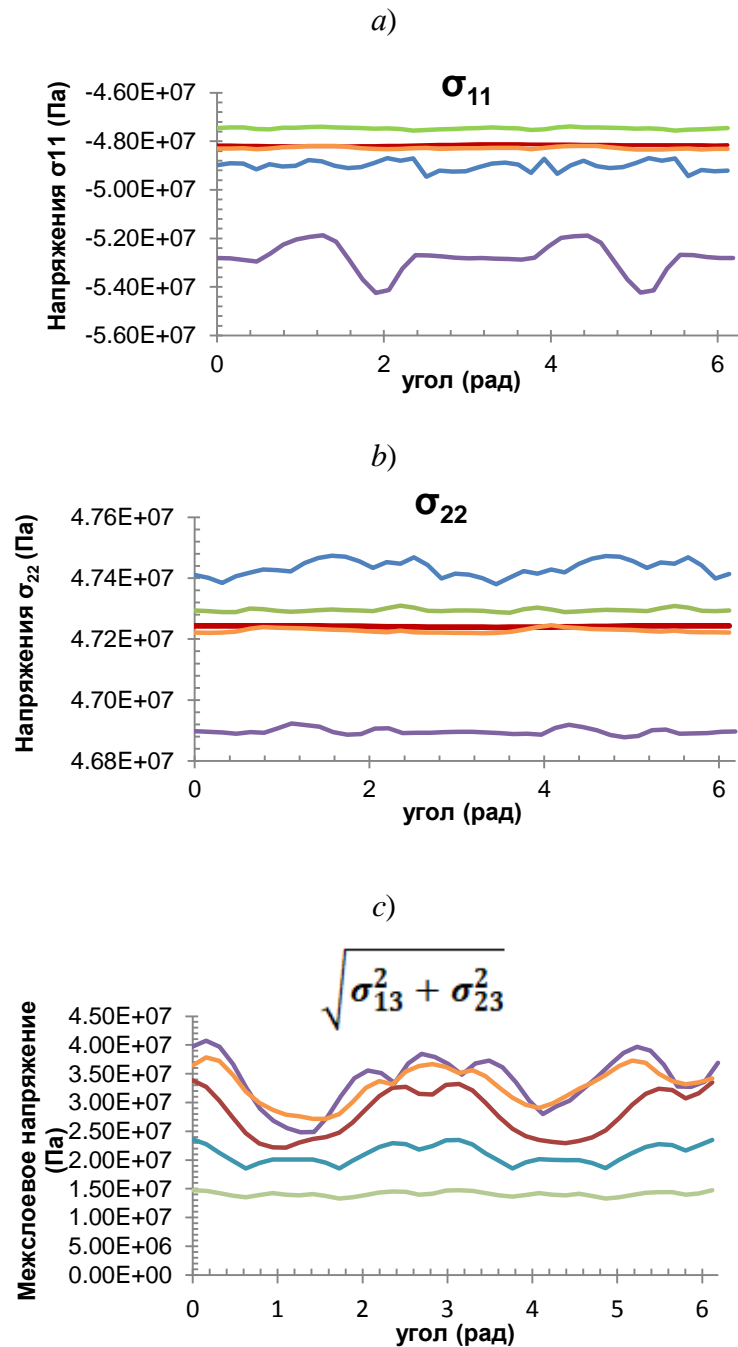 a)
σ11
Напряжения σ11 (Па)
-4.60E+07
-4.80E+07
-5.00E+07
-5.20E+07
-5.40E+07
-5.60E+07
0 2 4 6
угол (рад)
b)
σ22
Напряжения σ22 (Па)
4.76E+07
4.74E+07
4.72E+07
4.70E+07
4.68E+07
0 2 4 6
угол (рад)
c)
√σ²13 + σ²23
Межслоевое напряжение
(Па)
4.50E+07
4.00E+07
3.50E+07
3.00E+07
2.50E+07
2.00E+07
1.50E+07
1.00E+07
5.00E+06
0.00E+00
0 1 2 3 4 5 6
угол (рад)